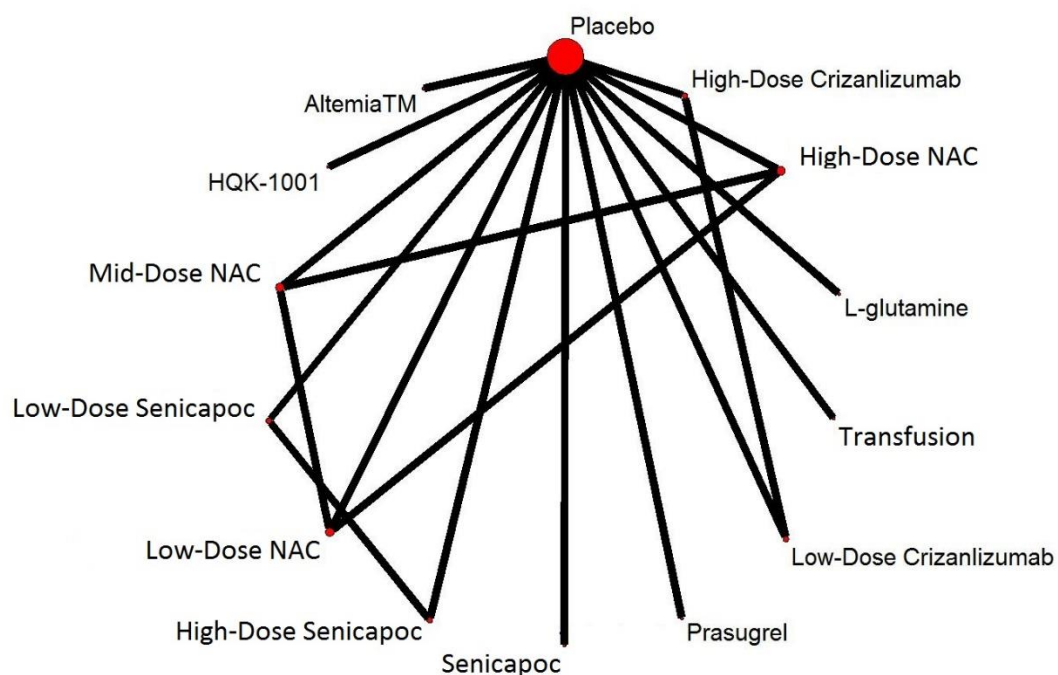 Placebo
High-Dose Crizanlizumab
AltemiaTM
High-Dose NAC
HQK-1001
Mid-Dose NAC
L-glutamine
Low-Dose Senicapoc
Transfusion
Low-Dose NAC
Low-Dose Crizanlizumab
High-Dose Senicapoc
Prasugrel
Senicapoc